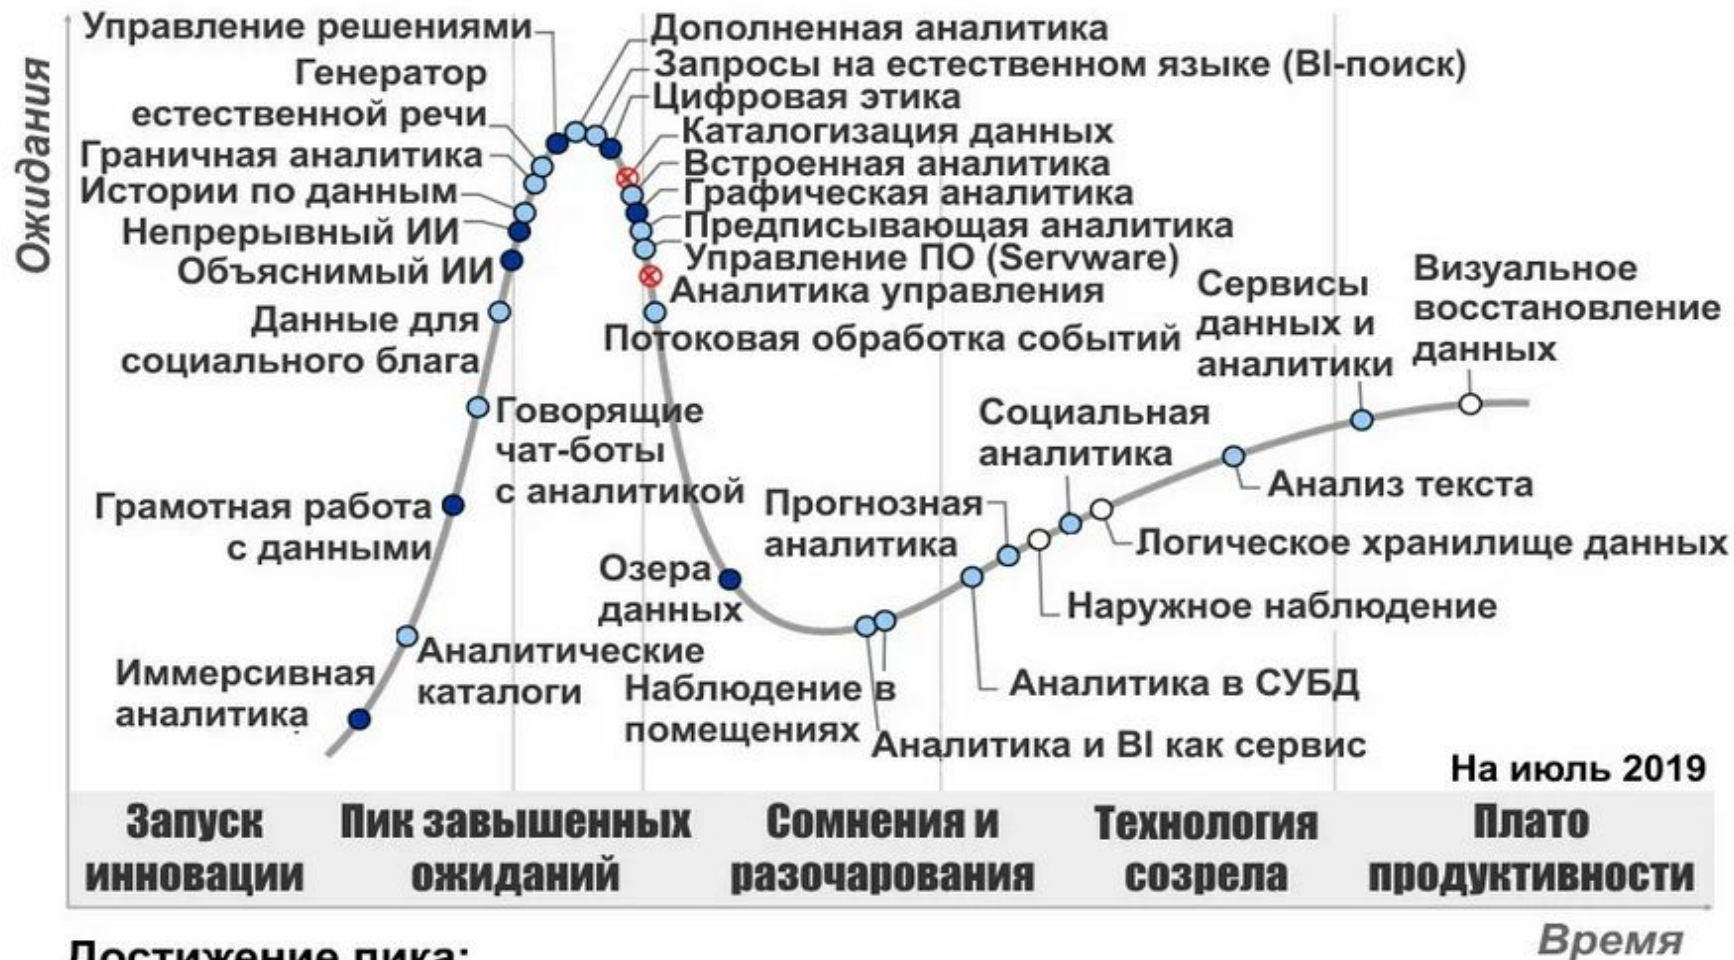 Ожидания
Управление решениями
Генератор
естественной речи
Граничная аналитика
Истории по данным
Непрерывный ИИ
Объяснимый ИИ
Данные для
социального блага
Грамотная работа
с данными
Иммерсивная
аналитика
Дополненная аналитика
Запросы на естественном языке (BI-поиск)
Цифровая этика
Каталогизация данных
Встроенная аналитика
Графическая аналитика
Предписывающая аналитика
Управление ПО (Servware)
Аналитика управления
Потоковая обработка событий
Говорящие
чат-боты
с аналитикой
Аналитические
каталоги
Озера
данных
Наблюдение в
помещениях
Аналитика и BI как сервис
Аналитика в СУБД
Прогнозная
аналитика
Наружное наблюдение
Социальная
аналитика
Логическое хранилище данных
Анализ текста
Сервисы
данных и
аналитики
Визуальное
восстановление
данных
На июль 2019
Запуск
инновации
Пик завышенных
ожиданий
Сомнения и
разочарования
Технология
созрела
Плато
продуктивности
Время
Достижение пика: